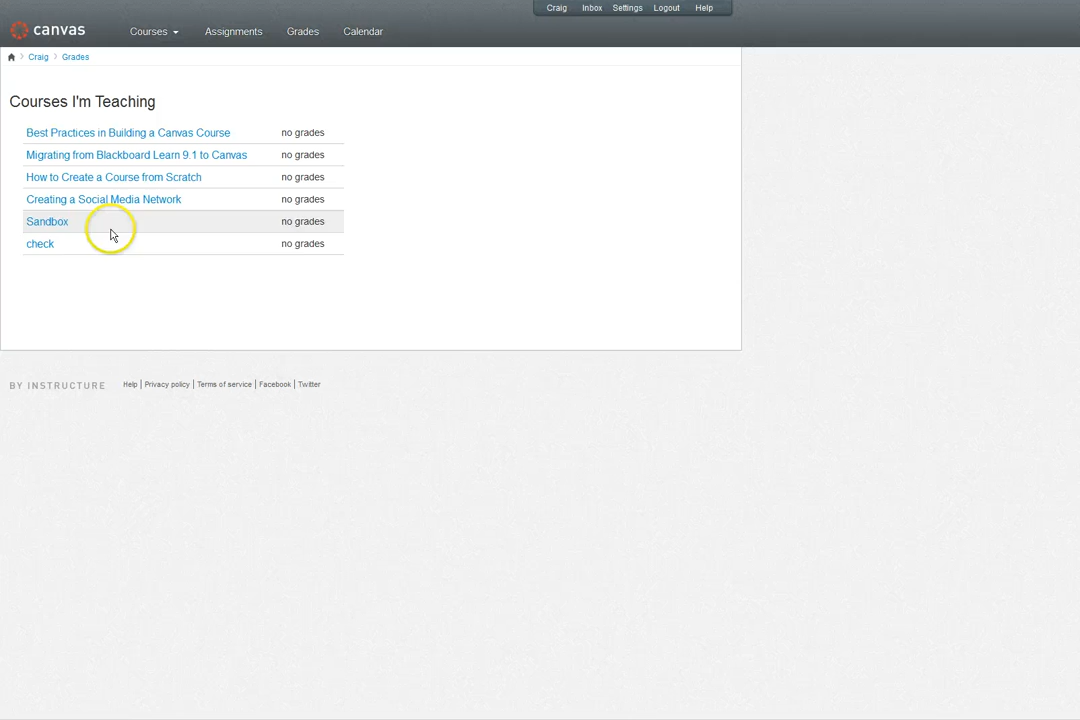 Craig Inbox Settings Logout Help
canvas Courses Assignments Grades Calendar
Craig Grades
Courses I'm Teaching
Best Practices in Building a Canvas Course no grades
Migrating from Blackboard Learn 9.1 to Canvas no grades
How to Create a Course from Scratch no grades
Creating a Social Media Network no grades
Sandbox no grades
check no grades
BY INSTRUCTURE Help | Privacy policy | Terms of service | Facebook | Twitter